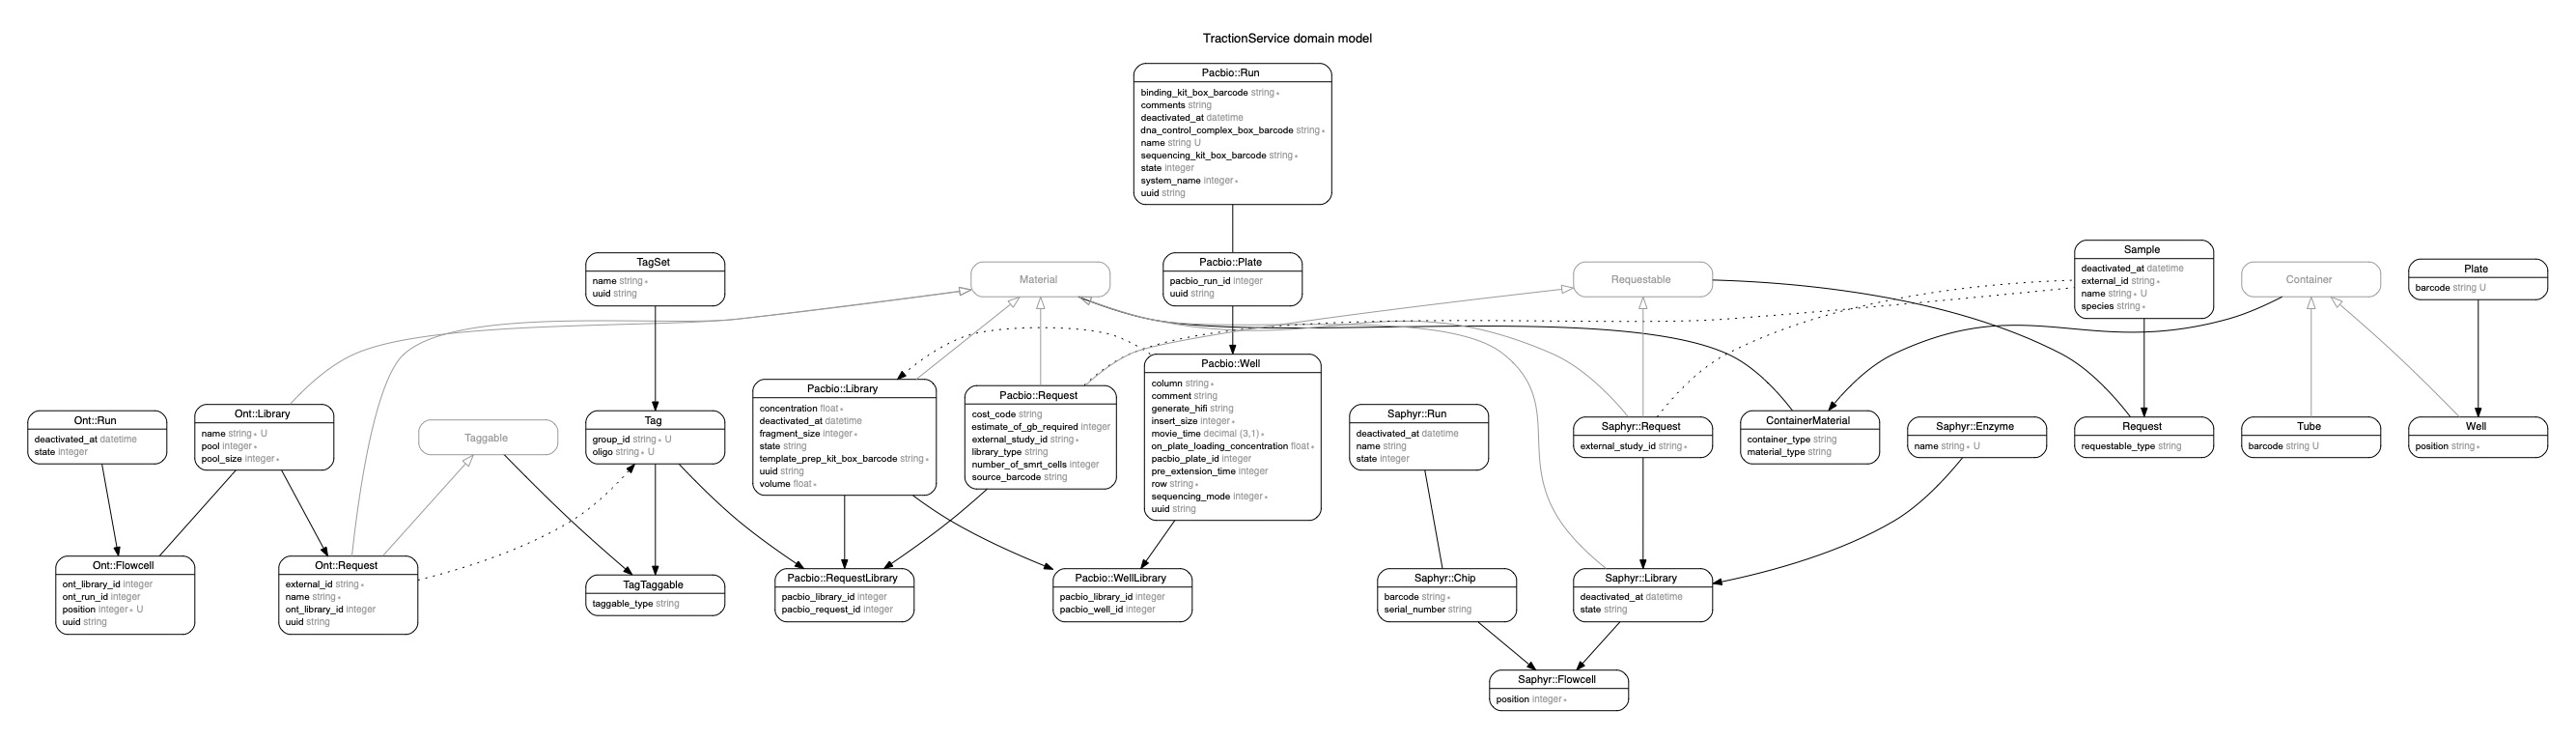 TractionService domain model
Pacbio::Run
binding_kit_box_barcode string *
comments string
deactivated_at datetime
dna_control_complex_box_barcode string *
name string U
sequencing_kit_box_barcode string *
state integer
system_name integer *
uuid string
TagSet
name string *
uuid string
Material
Pacbio::Plate
pacbio_run_id integer
uuid string
Requestable
Sample
deactivated_at datetime
external_id string *
name string * U
species string *
Container
Plate
barcode string U
Ont::Run
deactivated_at datetime
state integer
Ont::Library
name string * U
pool integer *
pool_size integer *
Taggable
Tag
group_id string * U
oligo string * U
Pacbio::Library
concentration float *
deactivated_at datetime
fragment_size integer *
state string
template_prep_kit_box_barcode string *
uuid string
volume float *
Pacbio::Request
cost_code string
estimate_of_gb_required integer
external_study_id string *
library_type string
number_of_smrt_cells integer
source_barcode string
Pacbio::Well
column string *
comment string
generate_hifi string
insert_size integer *
movie_time decimal (3,1) *
on_plate_loading_concentration float *
pacbio_plate_id integer
pre_extension_time integer
row string *
sequencing_mode integer *
uuid string
Saphyr::Run
deactivated_at datetime
name string
state integer
Saphyr::Request
external_study_id string *
ContainerMaterial
container_type string
material_type string
Saphyr::Enzyme
name string * U
Request
requestable_type string
Tube
barcode string U
Well
position string *
Ont::Flowcell
ont_library_id integer
ont_run_id integer
position integer * U
uuid string
Ont::Request
external_id string *
name string *
ont_library_id integer
uuid string
TagTaggable
taggable_type string
Pacbio::RequestLibrary
pacbio_library_id integer
pacbio_request_id integer
Pacbio::WellLibrary
pacbio_library_id integer
pacbio_well_id integer
Saphyr::Chip
barcode string *
serial_number string
Saphyr::Library
deactivated_at datetime
state string
Saphyr::Flowcell
position integer *